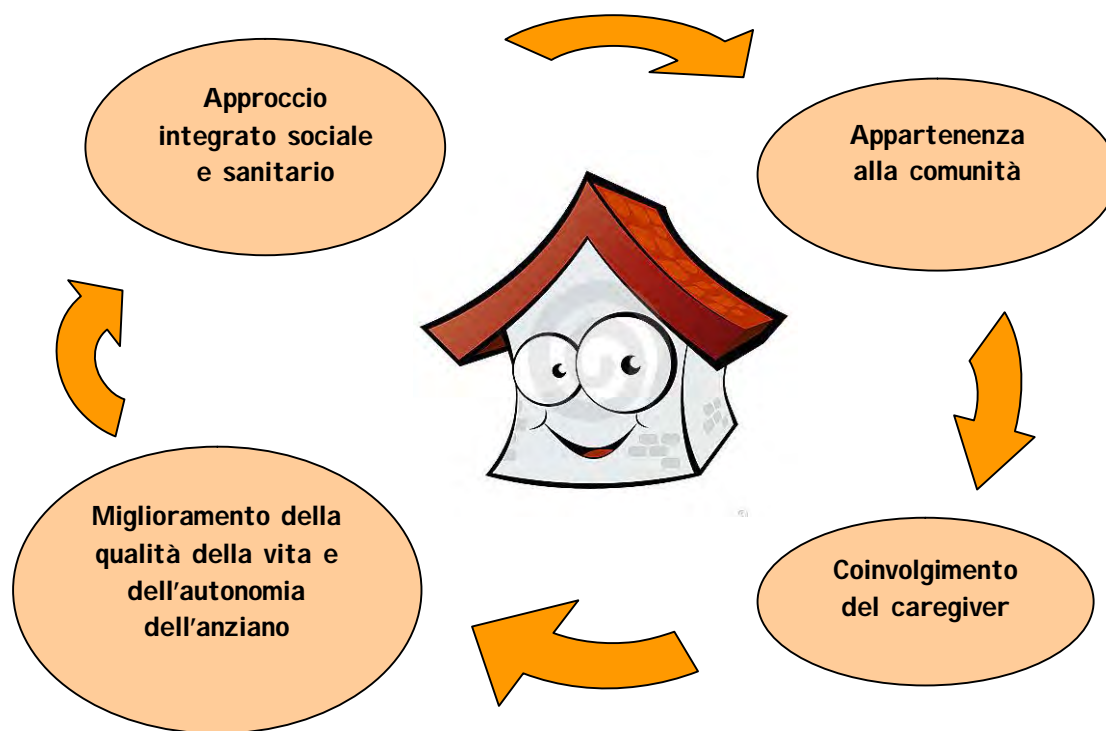 Approccio
integrato sociale
e sanitario
Appartenenza
alla comunità
Coinvolgimento
del caregiver
Miglioramento della
qualità della vita e
dell'autonomia
dell'anziano